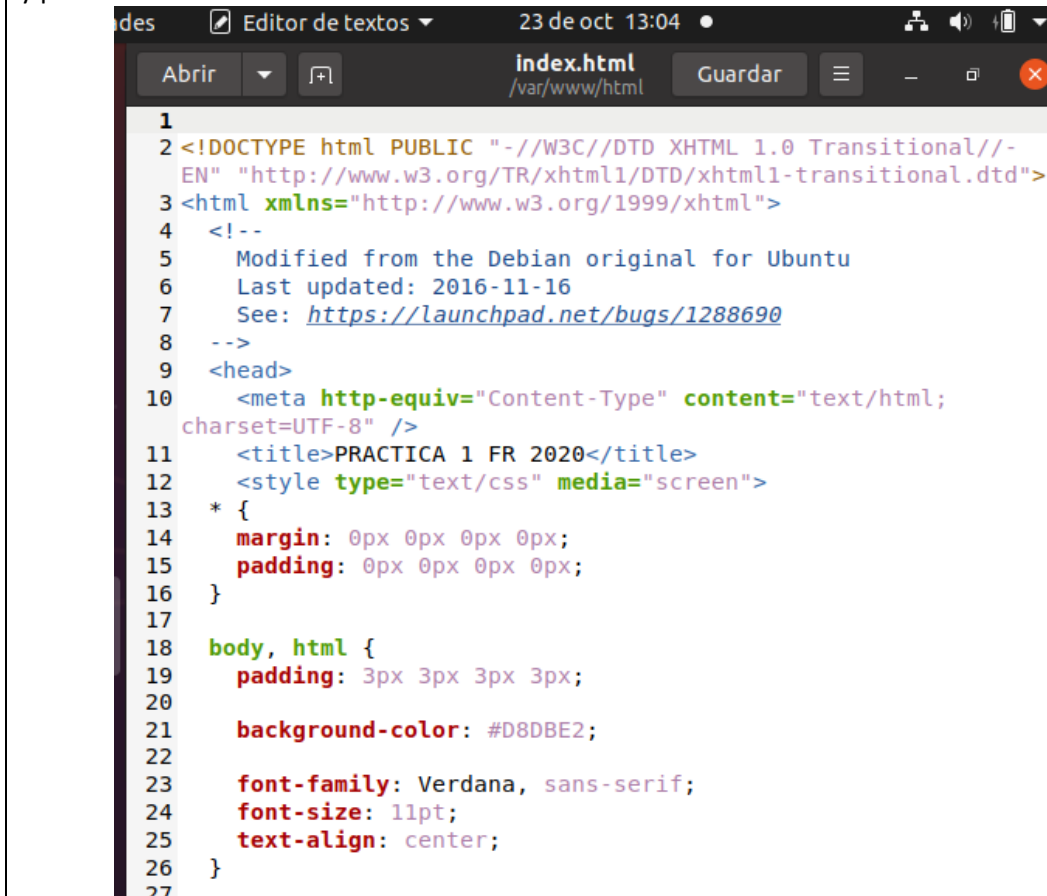 des Editor de textos 23 de oct 13:04
Abrir index.html Guardar
/var/www/html
1
2 <!DOCTYPE html PUBLIC "-//W3C//DTD XHTML 1.0 Transitional//-
EN" "http://www.w3.org/TR/xhtml1/DTD/xhtml1-transitional.dtd">
3 <html xmlns="http://www.w3.org/1999/xhtml">
4 <!--
5 Modified from the Debian original for Ubuntu
6 Last updated: 2016-11-16
7 See: https://launchpad.net/bugs/1288690
8 -->
9 <head>
10 <meta http-equiv="Content-Type" content="text/html;
charset=UTF-8" />
11 <title>PRACTICA 1 FR 2020</title>
12 <style type="text/css" media="screen">
13 * {
14 margin: 0px 0px 0px 0px;
15 padding: 0px 0px 0px 0px;
16 }
17
18 body, html {
19 padding: 3px 3px 3px 3px;
20
21 background-color: #D8DBE2;
22
23 font-family: Verdana, sans-serif;
24 font-size: 11pt;
25 text-align: center;
26 }
27